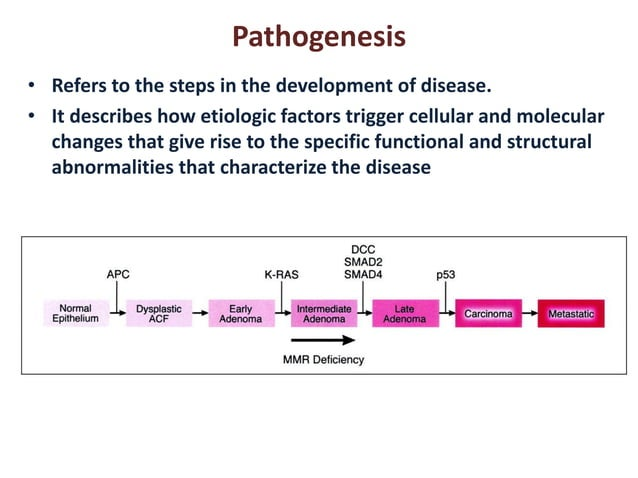 Pathogenesis
• Refers to the steps in the development of disease.
• It describes how etiologic factors trigger cellular and molecular
changes that give rise to the specific functional and structural
abnormalities that characterize the disease
DCC
SMAD2
APC K-RAS SMAD4 p53
Normal Epithelium
Dysplastic ACF
Early Adenoma
Intermediate Adenoma
Late Adenoma
Carcinoma
Metastatic
MMR Deficiency